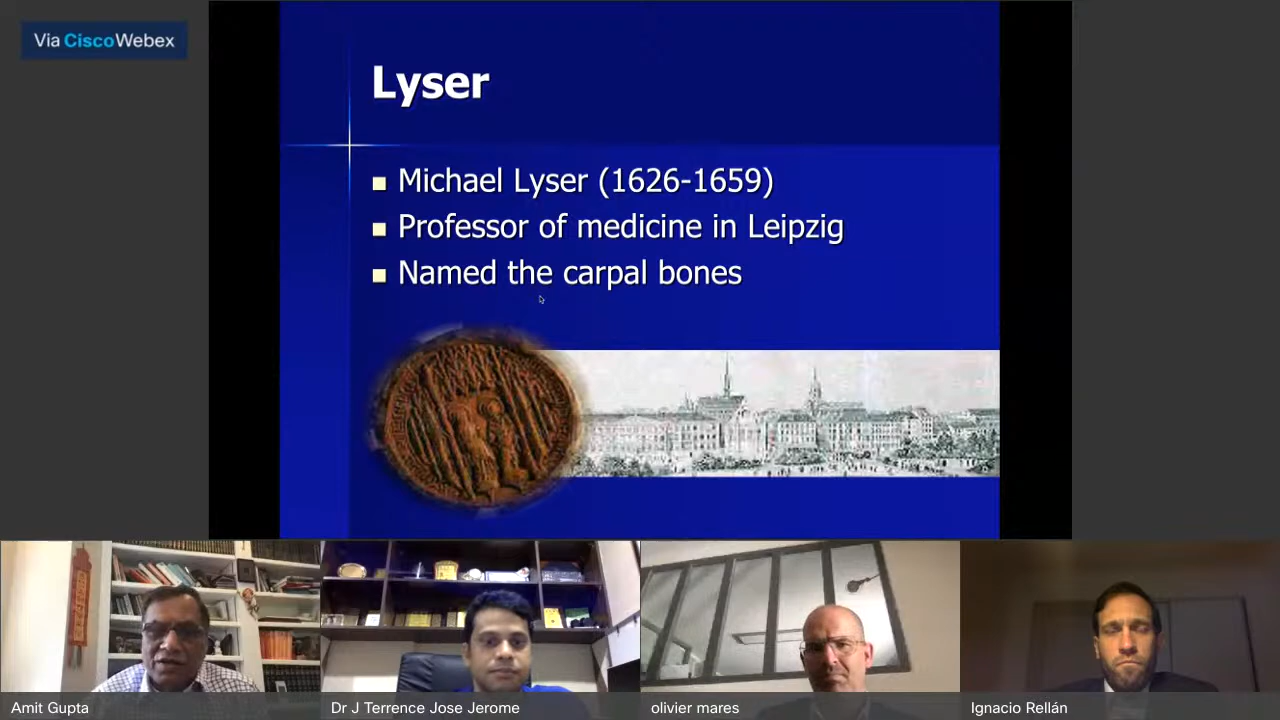 Via CiscoWebex
Lyser
Michael Lyser (1626-1659)
Professor of medicine in Leipzig
Named the carpal bones
Amit Gupta
Dr J Terrence Jose Jerome
olivier mares
Ignacio Rellán